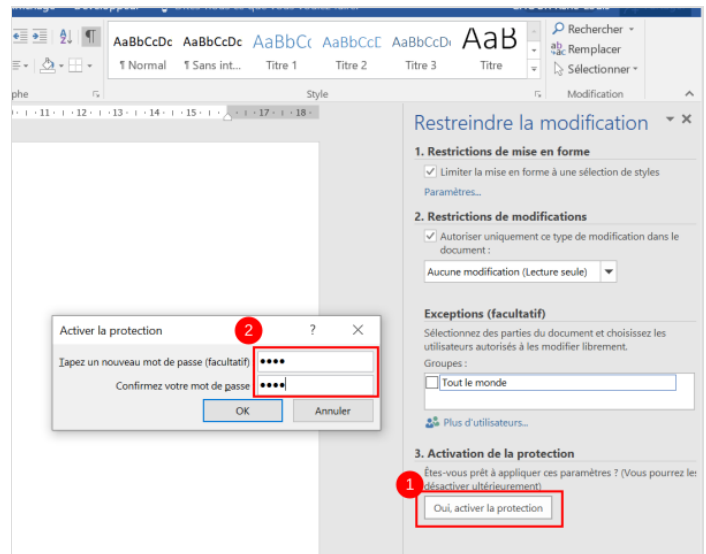 AaBbCcDc AaBbCcDc AaBbCc AaBbCcE AaBbCcD AaB
¶ Normal ¶ Sans int... Titre 1 Titre 2 Titre 3 Titre
Rechercher
Remplacer
Sélectionner
phe Style Modification
11 12 13 14 15 17 18
Restreindre la modification
1. Restrictions de mise en forme
Limiter la mise en forme à une sélection de styles
Paramètres...
2. Restrictions de modifications
Autoriser uniquement ce type de modification dans le
document :
Aucune modification (Lecture seule)
Exceptions (facultatif)
Sélectionnez des parties du document et choisissez les
utilisateurs autorisés à les modifier librement.
Groupes :
Tout le monde
Plus d'utilisateurs...
3. Activation de la protection
Êtes-vous prêt à appliquer ces paramètres ? (Vous pourrez les
désactiver ultérieurement)
1
Oui, activer la protection
Activer la protection 2 ?
Tapez un nouveau mot de passe (facultatif) ••••
Confirmez votre mot de passe ••••
OK Annuler